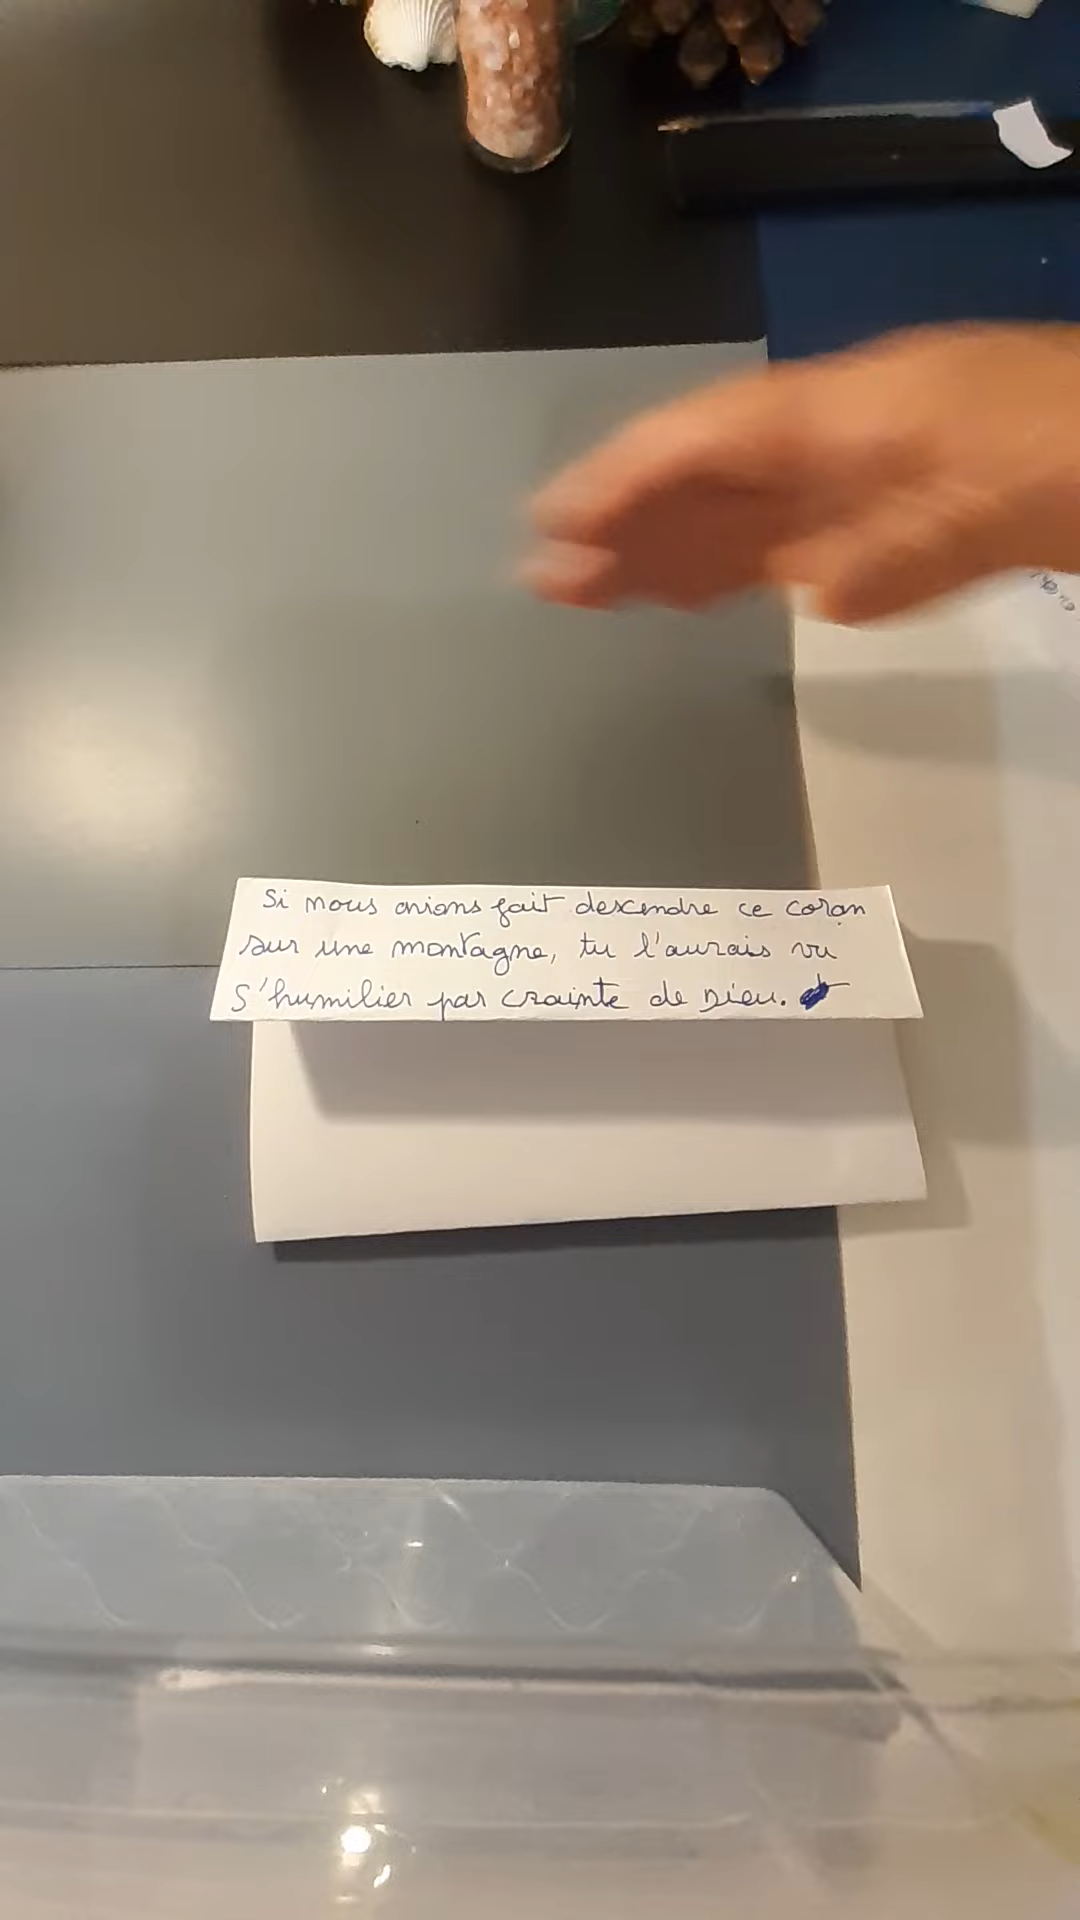 Si nous avions fait descendre ce coran
sur une montagne, tu l'aurais vu
s'humilier par crainte de Dieu.